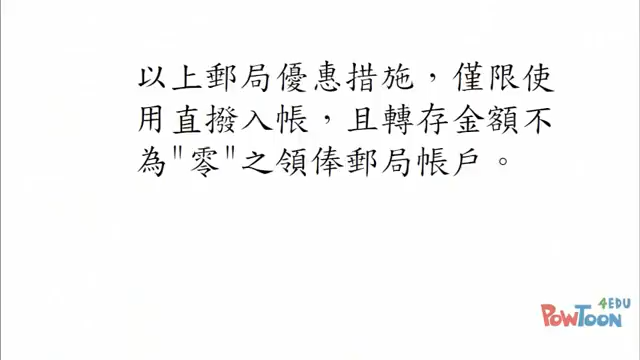 以上郵局優惠措施，僅限使
用直撥入帳，且轉存金額不
為"零"之領俸郵局帳戶。
4EDU
PowToon